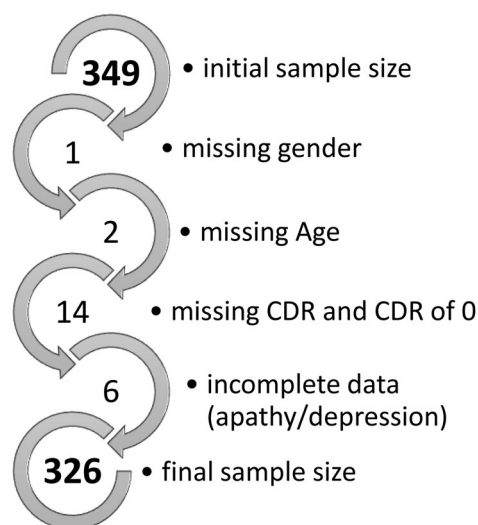 349 • initial sample size
1 • missing gender
2 • missing Age
14 • missing CDR and CDR of 0
6 • incomplete data
(apathy/depression)
326 • final sample size